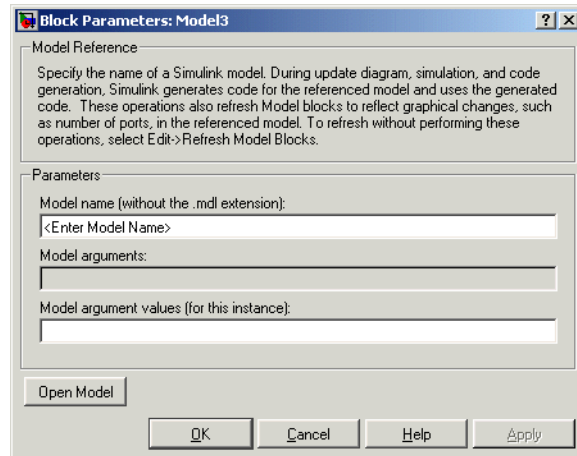 Block Parameters: Model3
Model Reference
Specify the name of a Simulink model. During update diagram, simulation, and code
generation, Simulink generates code for the referenced model and uses the generated
code.  These operations also refresh Model blocks to reflect graphical changes, such
as number of ports, in the referenced model. To refresh without performing these
operations, select Edit->Refresh Model Blocks.
Parameters
Model name (without the .mdl extension):
<Enter Model Name>
Model arguments:
Model argument values (for this instance):
Open Model
OK Cancel Help Apply